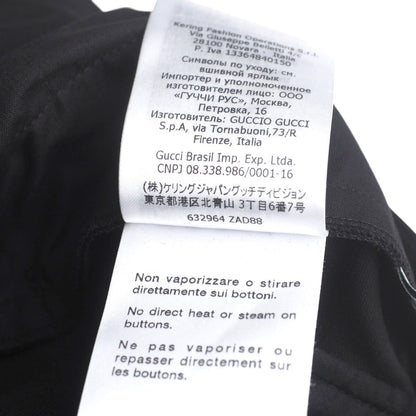 Kering Fashion Operations S.r.l.
Via Giuseppe Belletti 4/c
28100 Novara - Italia
P. Iva 13364840150
Символы по уходу: см.
вшивной ярлык
Импортер и уполномоченное
изготовителем лицо: ООО
"ГУЧЧИ РУС", Москва,
Петровка, 16
Изготовитель: GUCCIO GUCCI
S.p.A, via Tornabuoni,73/R
Firenze, Italia
Gucci Brasil Imp. Exp. Ltda.
CNPJ 08.338.986/0001-16
(株)ケリングジャパングッチディビジョン
東京都港区北青山3丁目6番7号
632964 ZAD88
Non vaporizzare o stirare
direttamente sui bottoni.
No direct heat or steam on
buttons.
Ne pas vaporiser ou
repasser directement sur
les boutons.